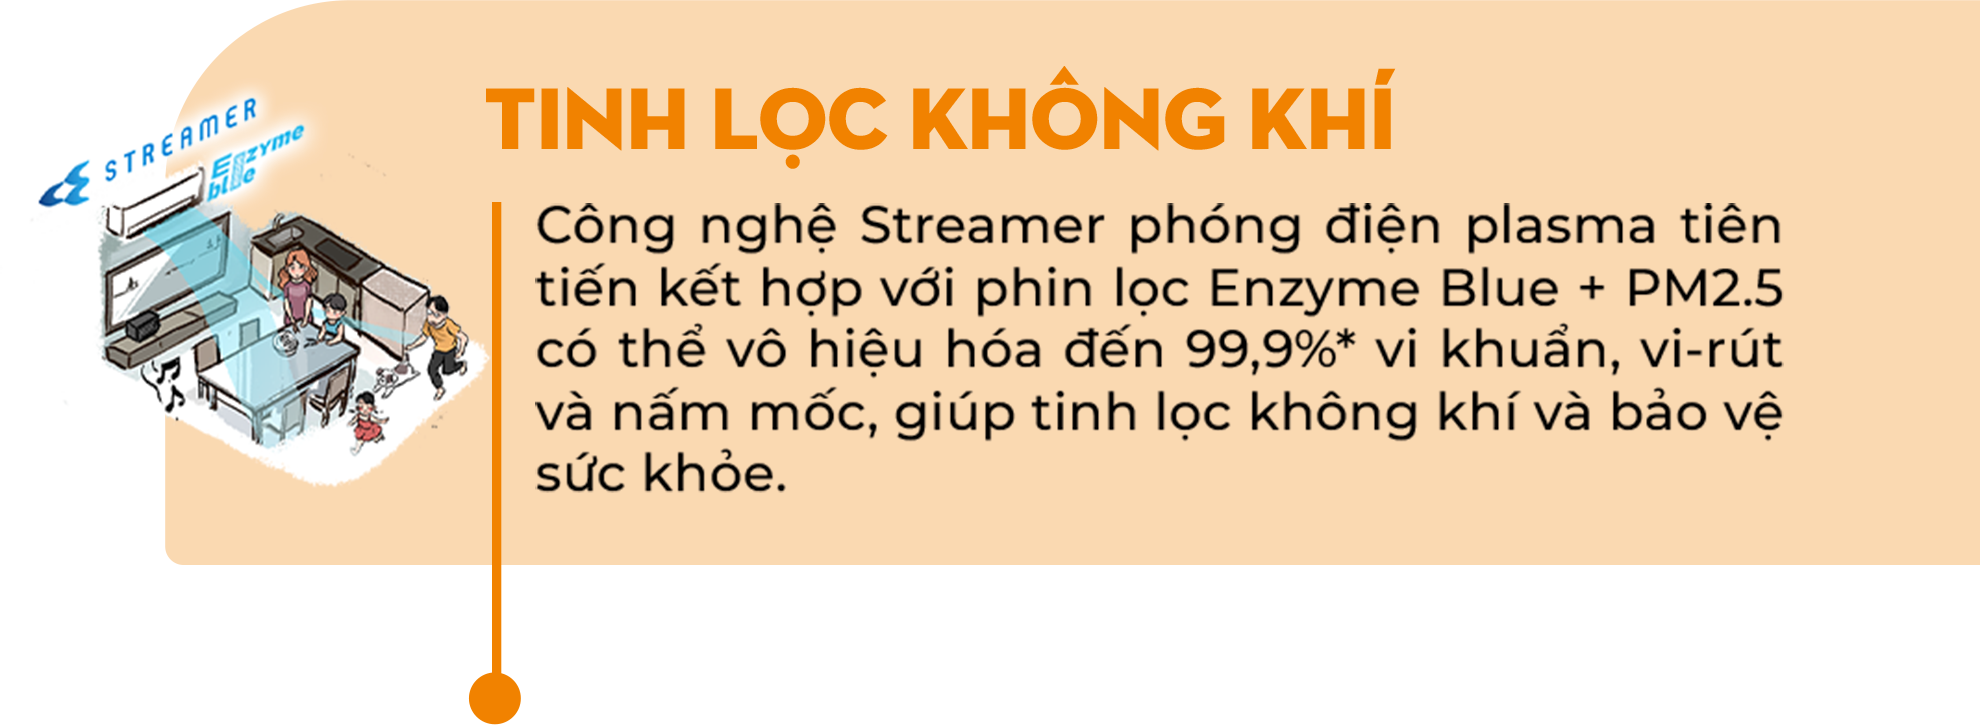 STREAMER
Enzyme
blue
TINH LỌC KHÔNG KHÍ
Công nghệ Streamer phóng điện plasma tiên
tiến kết hợp với phin lọc Enzyme Blue + PM2.5
có thể vô hiệu hóa đến 99,9%* vi khuẩn, vi-rút
và nấm mốc, giúp tinh lọc không khí và bảo vệ
sức khỏe.